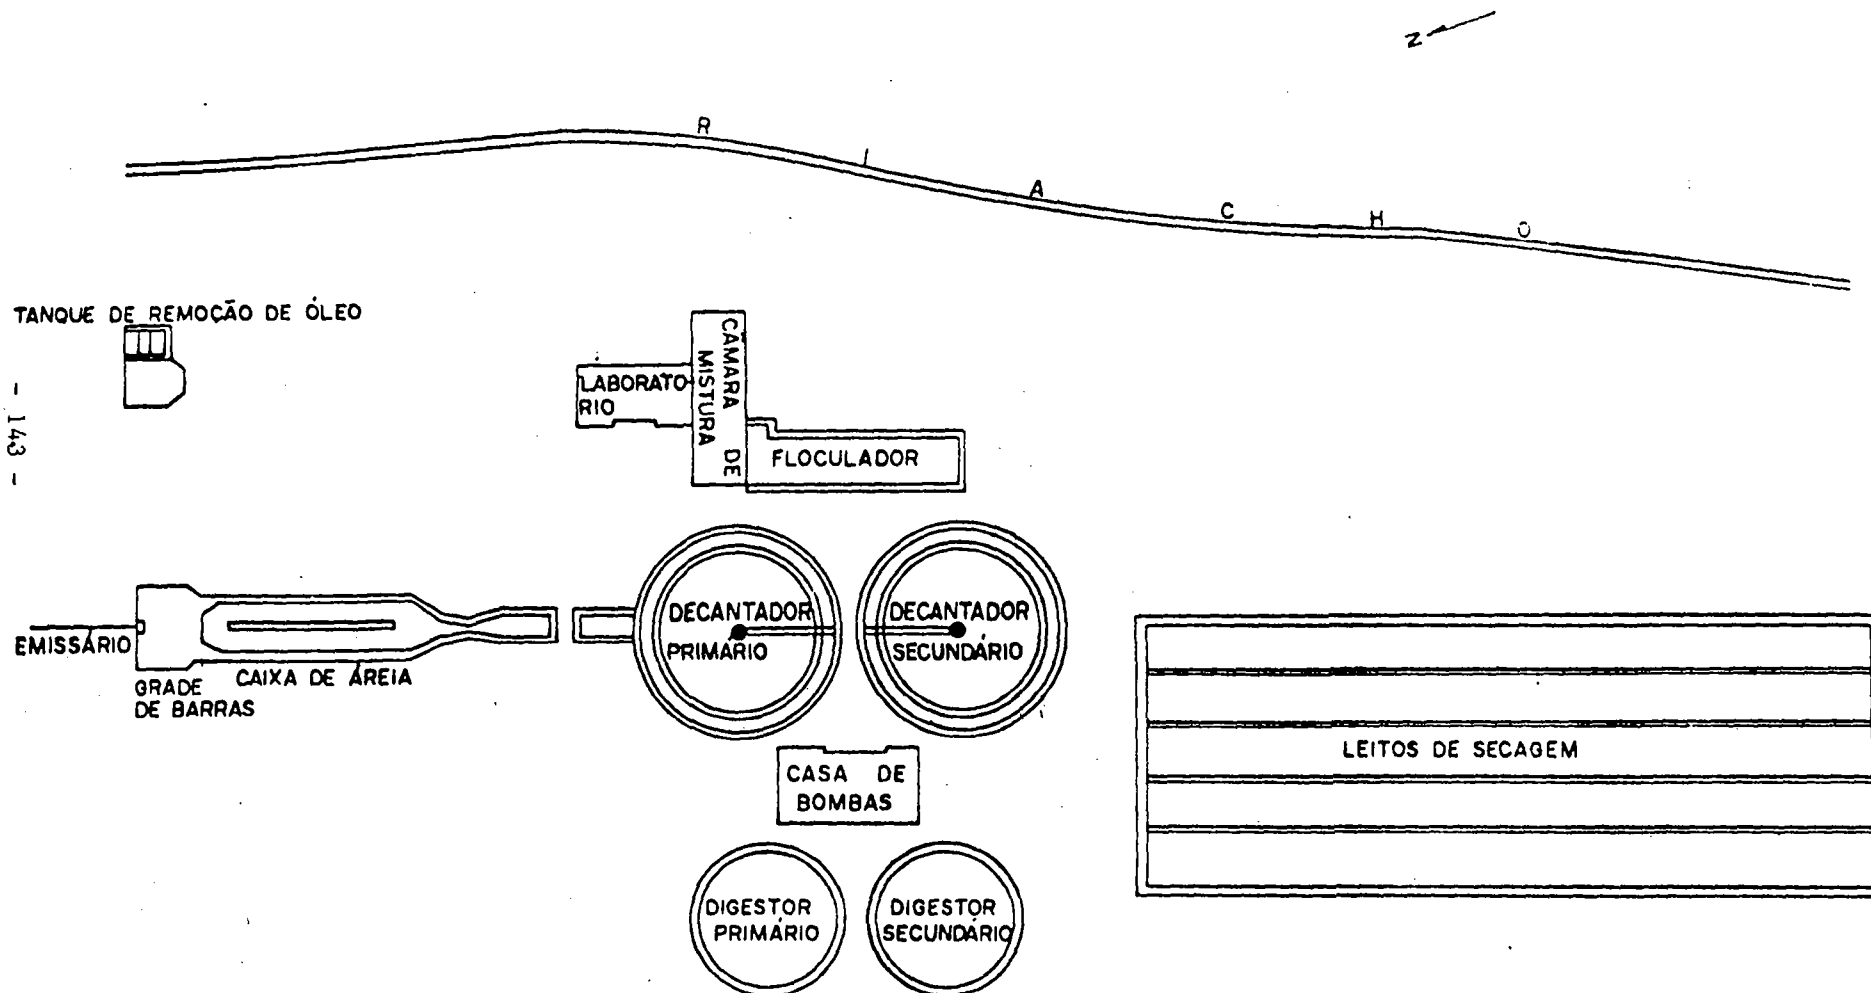 N
R I A C H O
TANQUE DE REMOÇÃO DE ÓLEO
- 143 -
LABORATO
RIO
CÂMARA DE
MISTURA
FLOCULADOR
DECANTADOR
PRIMÁRIO
DECANTADOR
SECUNDÁRIO
EMISSÁRIO
GRADE
DE BARRAS
CAIXA DE ÁREIA
LEITOS DE SECAGEM
CASA DE
BOMBAS
DIGESTOR
PRIMÁRIO
DIGESTOR
SECUNDÁRIO